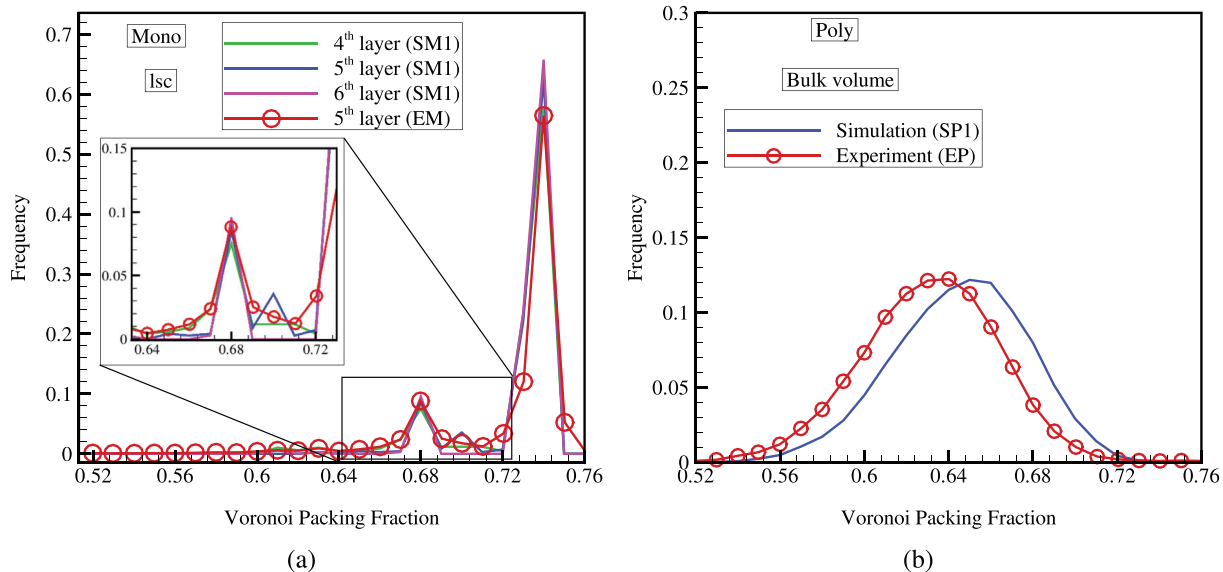 Mono
lsc
4th layer (SM1)
5th layer (SM1)
6th layer (SM1)
5th layer (EM)
0.7
0.6
0.5
0.4
0.3
0.2
0.1
0
Frequency
0.15
0.1
0.05
0
0.64 0.68 0.72
0.52 0.56 0.6 0.64 0.68 0.72 0.76
Voronoi Packing Fraction
(a)
Poly
Bulk volume
Simulation (SP1)
Experiment (EP)
0.3
0.25
0.2
0.15
0.1
0.05
0
Frequency
0.52 0.56 0.6 0.64 0.68 0.72 0.76
Voronoi Packing Fraction
(b)